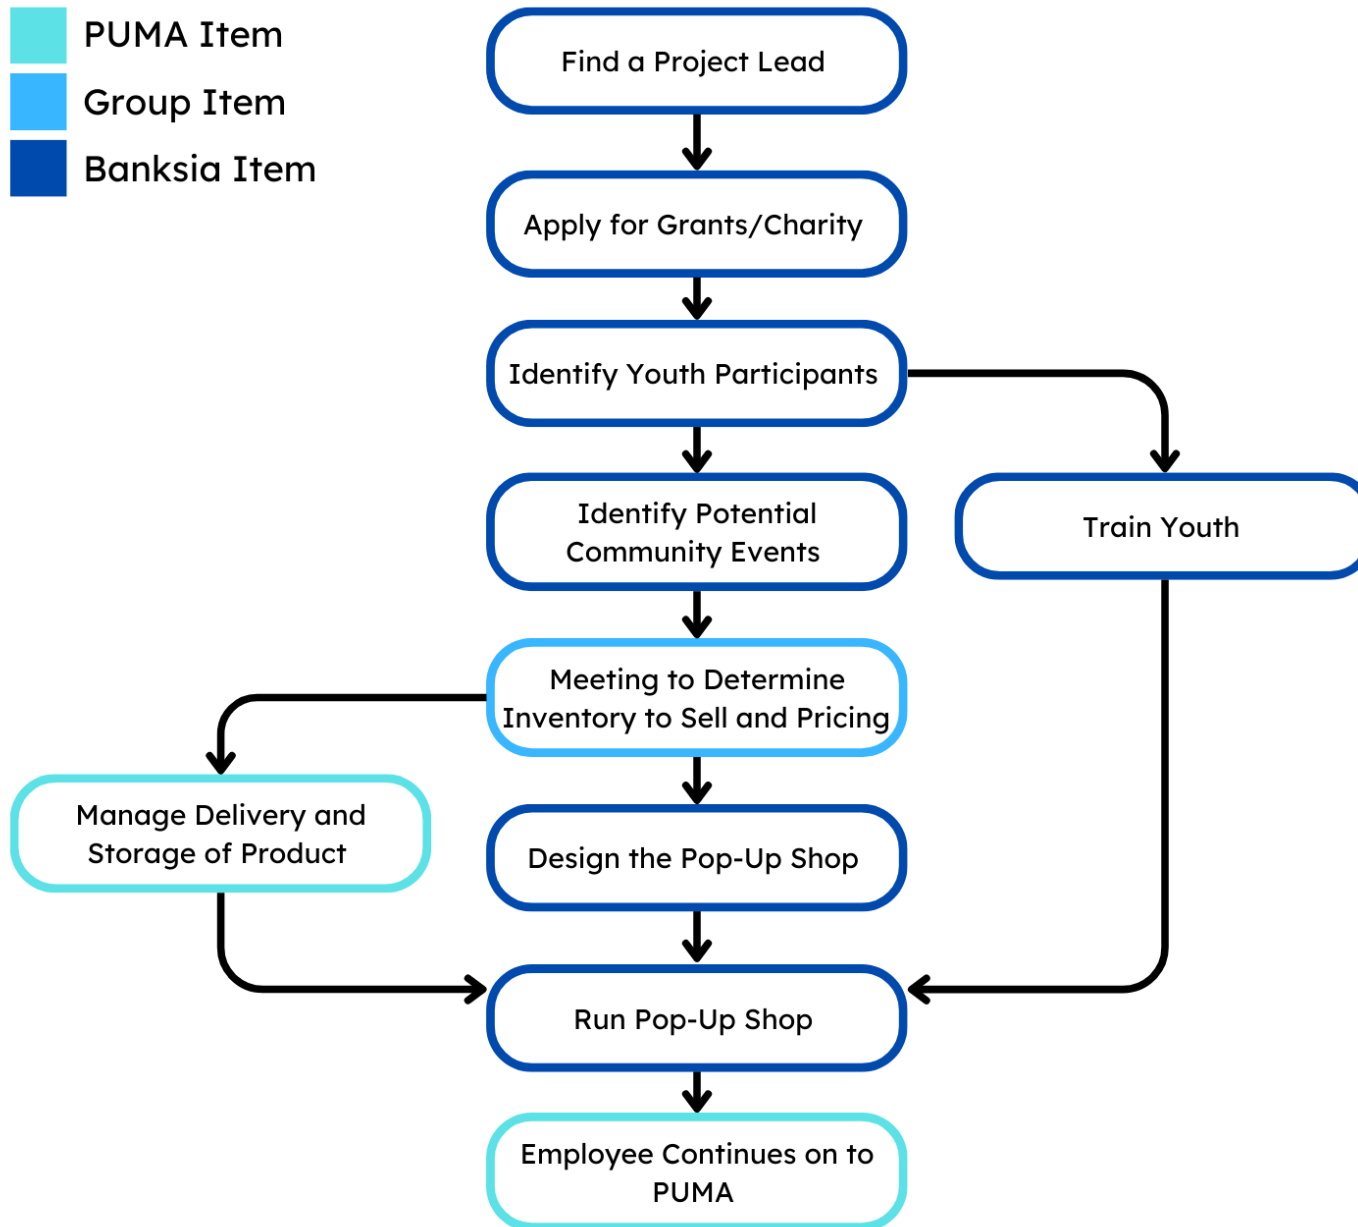 PUMA Item
Group Item
Banksia Item
Find a Project Lead
Apply for Grants/Charity
Identify Youth Participants
Identify Potential
Community Events
Train Youth
Meeting to Determine
Inventory to Sell and Pricing
Manage Delivery and
Storage of Product
Design the Pop-Up Shop
Run Pop-Up Shop
Employee Continues on to
PUMA